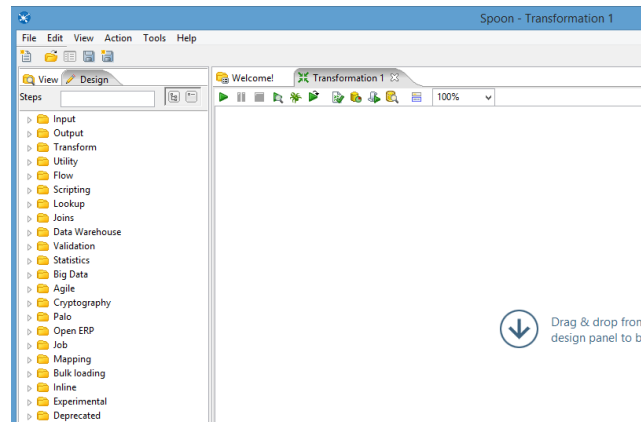 Spoon - Transformation 1
File Edit View Action Tools Help
View Design
Welcome! Transformation 1
Steps
100%
Input
Output
Transform
Utility
Flow
Scripting
Lookup
Joins
Data Warehouse
Validation
Statistics
Big Data
Agile
Cryptography
Palo
Open ERP
Job
Mapping
Bulk loading
Inline
Experimental
Deprecated
Drag & drop from
design panel to b